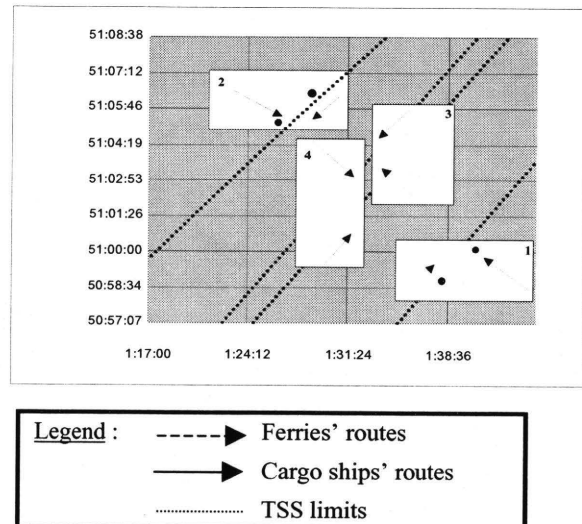 51:08:38
51:07:12
51:05:46
51:04:19
51:02:53
51:01:26
51:00:00
50:58:34
50:57:07
2
3
4
1
1:17:00 1:24:12 1:31:24 1:38:36
Legend :
Ferries' routes
Cargo ships' routes
TSS limits